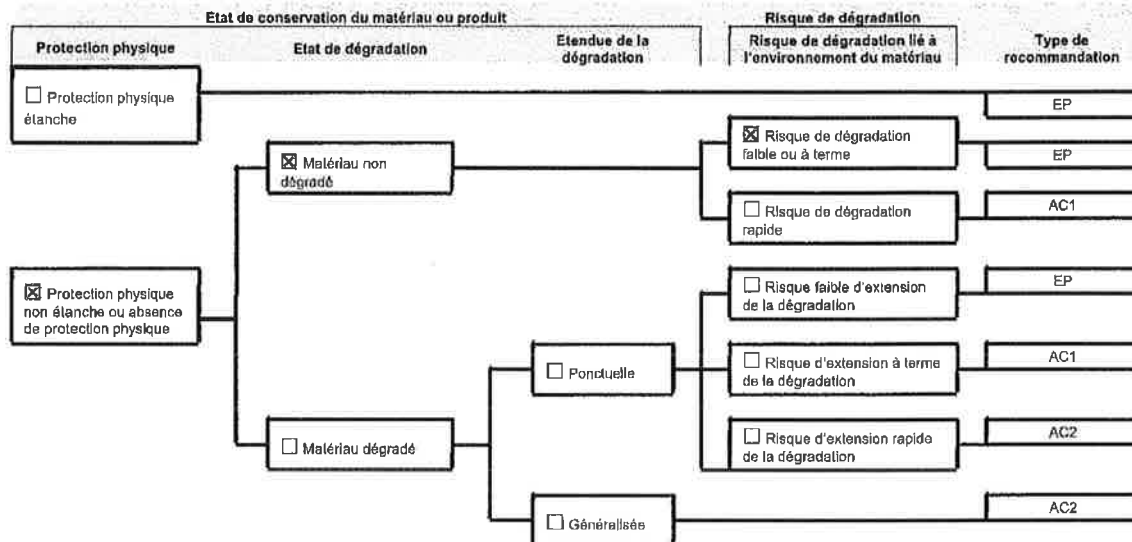 Etat de conservation du matériau ou produit
Risque de dégradation
Protection physique
Etat de dégradation
Etendue de la
dégradation
Risque de dégradation lié à
l'environnement du matériau
Type de
recommandation
☐ Protection physique
étanche
EP
☒ Matériau non
dégradé
☒ Risque de dégradation
faible ou à terme
EP
☐ Risque de dégradation
rapide
AC1
☒ Protection physique
non étanche ou absence
de protection physique
☐ Risque faible d'extension
de la dégradation
EP
☐ Ponctuelle
☐ Risque d'extension à terme
de la dégradation
AC1
☐ Matériau dégradé
☐ Risque d'extension rapide
de la dégradation
AC2
☐ Généralisée
AC2